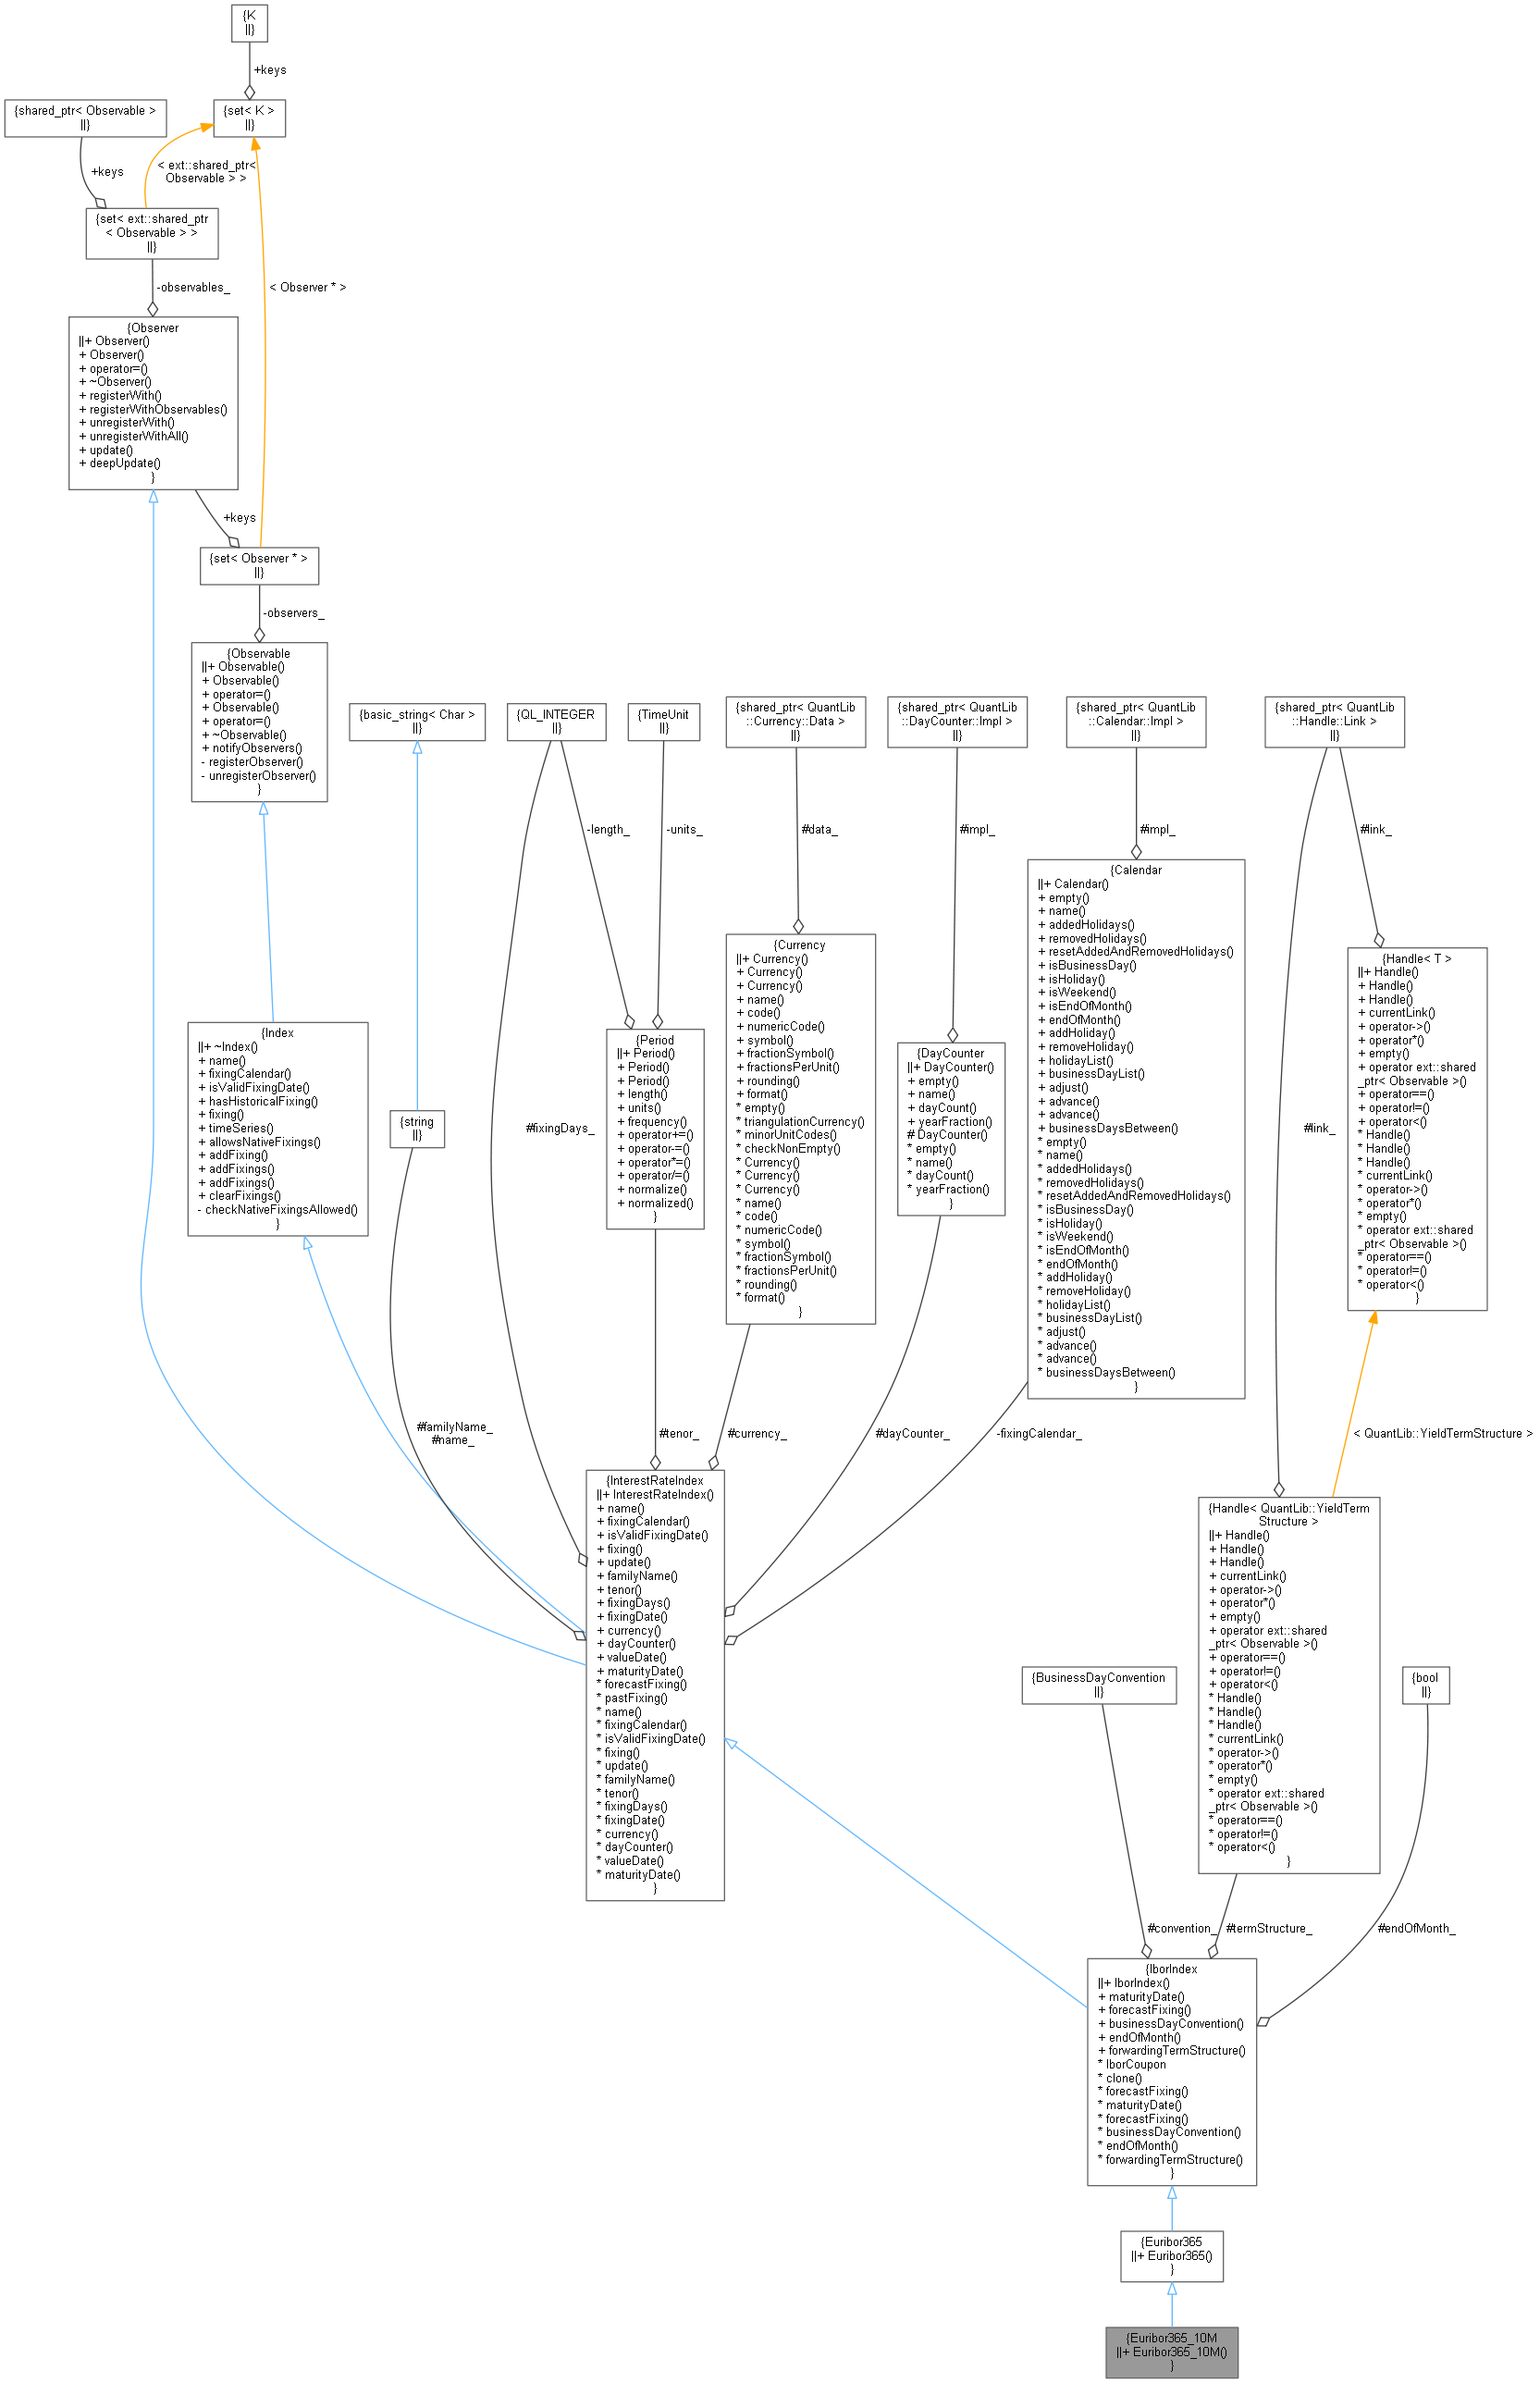 {K
||}
+keys
{shared_ptr< Observable >
||}
{set< K >
||}
+keys
< ext::shared_ptr<
Observable > >
{set< ext::shared_ptr
< Observable > >
||}
-observables_
< Observer * >
{Observer
||+ Observer()
+ Observer()
+ operator=()
+ ~Observer()
+ registerWith()
+ registerWithObservables()
+ unregisterWith()
+ unregisterWithAll()
+ update()
+ deepUpdate()
}
+keys
{set< Observer * >
||}
-observers_
{Observable
||+ Observable()
+ Observable()
+ operator=()
+ Observable()
+ operator=()
+ ~Observable()
+ notifyObservers()
- registerObserver()
- unregisterObserver()
}
{basic_string< Char >
||}
{QL_INTEGER
||}
{TimeUnit
||}
{shared_ptr< QuantLib
::Currency::Data >
||}
{shared_ptr< QuantLib
::DayCounter::Impl >
||}
{shared_ptr< QuantLib
::Calendar::Impl >
||}
{shared_ptr< QuantLib
::Handle::Link >
||}
-length_
-units_
#data_
#impl_
#impl_
#link_
{Index
||+ ~Index()
+ name()
+ fixingCalendar()
+ isValidFixingDate()
+ hasHistoricalFixing()
+ fixing()
+ timeSeries()
+ allowsNativeFixings()
+ addFixing()
+ addFixings()
+ addFixings()
+ clearFixings()
- checkNativeFixingsAllowed()
}
{string
||}
#fixingDays_
{Period
||+ Period()
+ Period()
+ Period()
+ length()
+ units()
+ frequency()
+ operator+=()
+ operator-=()
+ operator*=()
+ operator/=()
+ normalize()
+ normalized()
}
{Currency
||+ Currency()
+ Currency()
+ Currency()
+ name()
+ code()
+ numericCode()
+ symbol()
+ fractionSymbol()
+ fractionsPerUnit()
+ rounding()
+ format()
* empty()
* triangulationCurrency()
* minorUnitCodes()
* checkNonEmpty()
* Currency()
* Currency()
* Currency()
* name()
* code()
* numericCode()
* symbol()
* fractionSymbol()
* fractionsPerUnit()
* rounding()
* format()
}
{DayCounter
||+ DayCounter()
+ empty()
+ name()
+ dayCount()
+ yearFraction()
# DayCounter()
* empty()
* name()
* dayCount()
* yearFraction()
}
{Calendar
||+ Calendar()
+ empty()
+ name()
+ addedHolidays()
+ removedHolidays()
+ resetAddedAndRemovedHolidays()
+ isBusinessDay()
+ isHoliday()
+ isWeekend()
+ isEndOfMonth()
+ endOfMonth()
+ addHoliday()
+ removeHoliday()
+ holidayList()
+ businessDayList()
+ adjust()
+ advance()
+ advance()
+ businessDaysBetween()
* empty()
* name()
* addedHolidays()
* removedHolidays()
* resetAddedAndRemovedHolidays()
* isBusinessDay()
* isHoliday()
* isWeekend()
* isEndOfMonth()
* endOfMonth()
* addHoliday()
* removeHoliday()
* holidayList()
* businessDayList()
* adjust()
* advance()
* advance()
* businessDaysBetween()
}
#link_
{Handle< T >
||+ Handle()
+ Handle()
+ Handle()
+ currentLink()
+ operator->()
+ operator*()
+ empty()
+ operator ext::shared
_ptr< Observable >()
+ operator==()
+ operator!=()
+ operator<()
* Handle()
* Handle()
* Handle()
* currentLink()
* operator->()
* operator*()
* empty()
* operator ext::shared
_ptr< Observable >()
* operator==()
* operator!=()
* operator<()
}
#familyName_
#name_
#tenor_
#currency_
#dayCounter_
-fixingCalendar_
< QuantLib::YieldTermStructure >
{InterestRateIndex
||+ InterestRateIndex()
+ name()
+ fixingCalendar()
+ isValidFixingDate()
+ fixing()
+ update()
+ familyName()
+ tenor()
+ fixingDays()
+ fixingDate()
+ currency()
+ dayCounter()
+ valueDate()
+ maturityDate()
* forecastFixing()
* pastFixing()
* name()
* fixingCalendar()
* isValidFixingDate()
* fixing()
* update()
* familyName()
* tenor()
* fixingDays()
* fixingDate()
* currency()
* dayCounter()
* valueDate()
* maturityDate()
}
{BusinessDayConvention
||}
{Handle< QuantLib::YieldTerm
Structure >
||+ Handle()
+ Handle()
+ Handle()
+ currentLink()
+ operator->()
+ operator*()
+ empty()
+ operator ext::shared
_ptr< Observable >()
+ operator==()
+ operator!=()
+ operator<()
* Handle()
* Handle()
* Handle()
* currentLink()
* operator->()
* operator*()
* empty()
* operator ext::shared
_ptr< Observable >()
* operator==()
* operator!=()
* operator<()
}
{bool
||}
#convention_
#termStructure_
#endOfMonth_
{IborIndex
||+ IborIndex()
+ maturityDate()
+ forecastFixing()
+ businessDayConvention()
+ endOfMonth()
+ forwardingTermStructure()
* IborCoupon
* clone()
* forecastFixing()
* maturityDate()
* forecastFixing()
* businessDayConvention()
* endOfMonth()
* forwardingTermStructure()
}
{Euribor365
||+ Euribor365()
}
{Euribor365_10M
||+ Euribor365_10M()
}